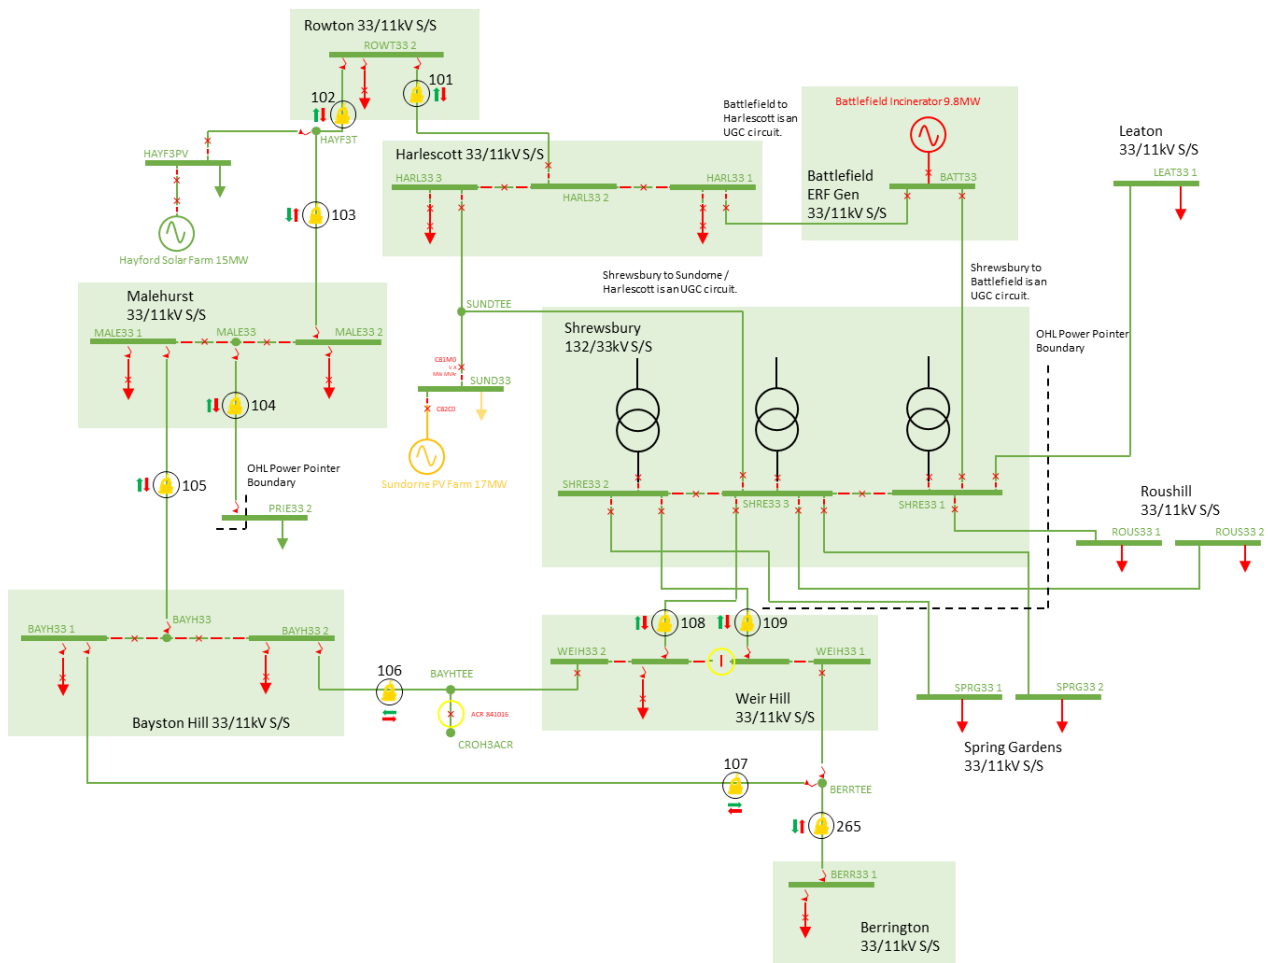 Rowton 33/11kV S/S
ROWT33 2
101
102
HAYF3T
HAYF3PV
Hayford Solar Farm 15MW
103
Harlescott 33/11kV S/S
HARL33 3
HARL33 2
HARL33 1
Battlefield to
Harlescott is an
UGC circuit.
Battlefield Incinerator 9.8MW
Battlefield
ERF Gen
33/11kV S/S
BATT33
Leaton
33/11kV S/S
LEAT33 1
Shrewsbury to Sundorne /
Harlescott is an UGC circuit.
Shrewsbury to
Battlefield is an
UGC circuit.
Malehurst
33/11kV S/S
MALE33 1
MALE33
MALE33 2
SUNDTEE
Shrewsbury
132/33kV S/S
OHL Power Pointer
Boundary
CB1M0
V A
MW MVAr
SUND33
CB2C0
Sundorne PV Farm 17MW
104
105
OHL Power Pointer
Boundary
PRIE33 2
SHRE33 2
SHRE33 3
SHRE33 1
Roushill
33/11kV S/S
ROUS33 1
ROUS33 2
BAYH33 1
BAYH33
BAYH33 2
Bayston Hill 33/11kV S/S
106
BAYHTEE
ACR 841016
CROH3ACR
108
109
WEIH33 2
WEIH33 1
Weir Hill
33/11kV S/S
SPRG33 1
SPRG33 2
Spring Gardens
33/11kV S/S
107
BERRTEE
265
BERR33 1
Berrington
33/11kV S/S